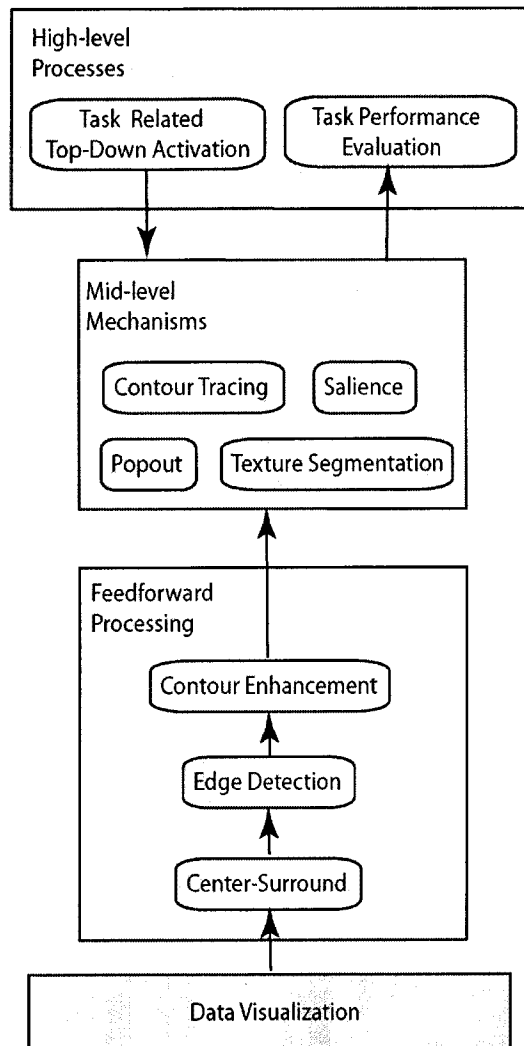 High-level
Processes
Task Related
Top-Down Activation
Task Performance
Evaluation
Mid-level
Mechanisms
Contour Tracing
Salience
Popout
Texture Segmentation
Feedforward
Processing
Contour Enhancement
Edge Detection
Center-Surround
Data Visualization